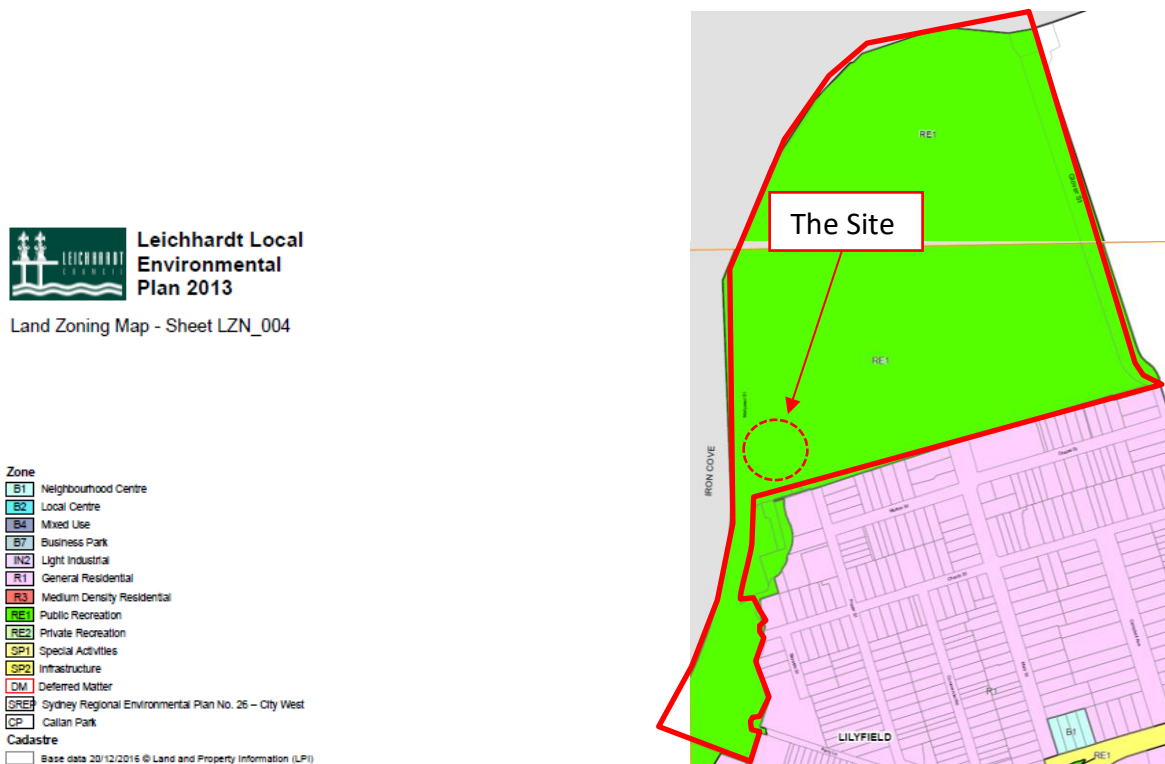 LEICHHARDT
COUNCIL
Leichhardt Local
Environmental
Plan 2013
Land Zoning Map - Sheet LZN_004
Zone
B1 Neighbourhood Centre
B2 Local Centre
B4 Mixed Use
B7 Business Park
IN2 Light Industrial
R1 General Residential
R3 Medium Density Residential
RE1 Public Recreation
RE2 Private Recreation
SP1 Special Activities
SP2 Infrastructure
DM Deferred Matter
SREP Sydney Regional Environmental Plan No. 26 – City West
CP Callan Park
Cadastre
Base data 20/12/2016 © Land and Property Information (LPI)
RE1
Glover St
The Site
RE1
IRON COVE
R1
LILYFIELD
B1
RE1